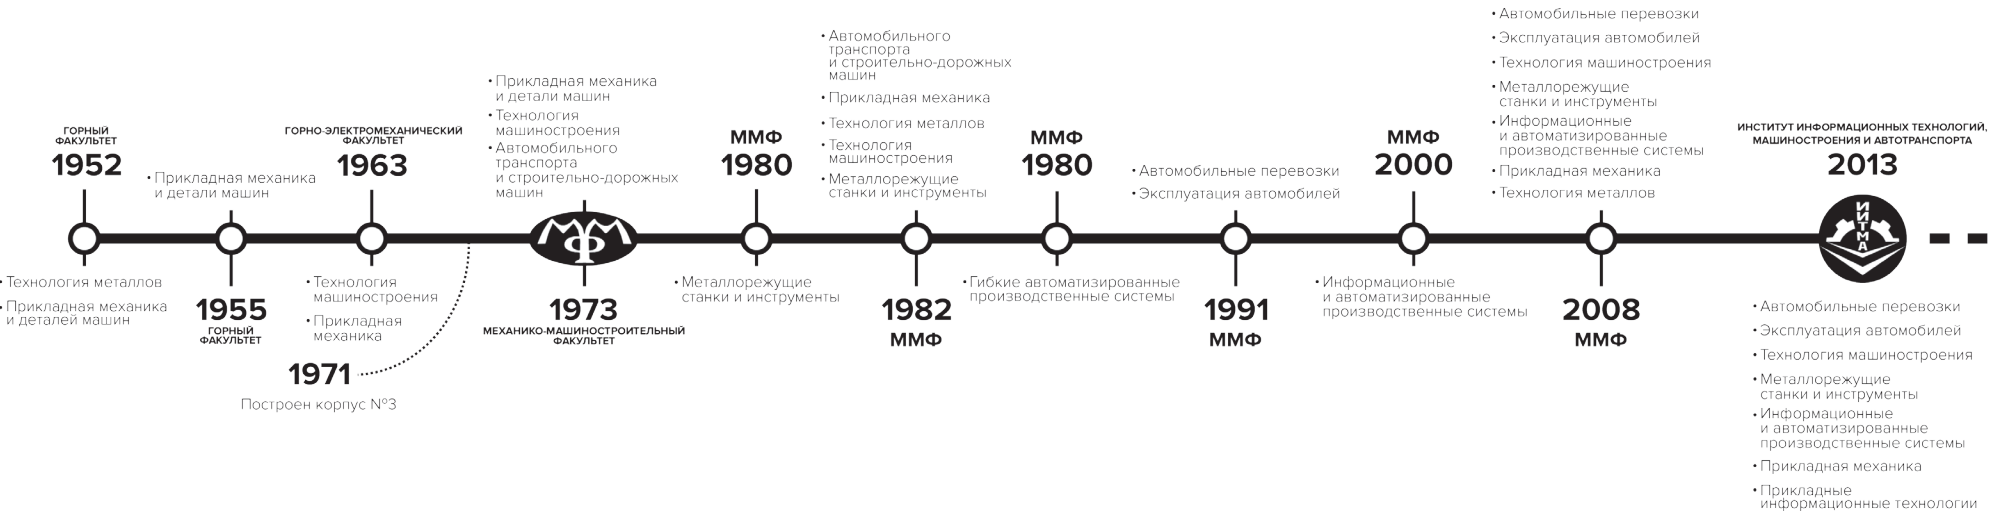 ГОРНЫЙ
ФАКУЛЬТЕТ
1952
• Технология металлов
• Прикладная механика
и деталей машин
• Прикладная механика
и детали машин
1955
ГОРНЫЙ
ФАКУЛЬТЕТ
ГОРНО-ЭЛЕКТРОМЕХАНИЧЕСКИЙ
ФАКУЛЬТЕТ
1963
• Технология
машиностроения
• Прикладная
механика
1971
Построен корпус №3
• Прикладная механика
и детали машин
• Технология
машиностроения
• Автомобильного
транспорта
и строительно-дорожных
машин
ММФ
1973
МЕХАНИКО-МАШИНОСТРОИТЕЛЬНЫЙ
ФАКУЛЬТЕТ
ММФ
1980
• Металлорежущие
станки и инструменты
• Автомобильного
транспорта
и строительно-дорожных
машин
• Прикладная механика
• Технология металлов
• Технология
машиностроения
• Металлорежущие
станки и инструменты
1982
ММФ
ММФ
1980
• Гибкие автоматизированные
производственные системы
• Автомобильные перевозки
• Эксплуатация автомобилей
1991
ММФ
ММФ
2000
• Информационные
и автоматизированные
производственные системы
• Автомобильные перевозки
• Эксплуатация автомобилей
• Технология машиностроения
• Металлорежущие
станки и инструменты
• Информационные
и автоматизированные
производственные системы
• Прикладная механика
• Технология металлов
2008
ММФ
ИНСТИТУТ ИНФОРМАЦИОННЫХ ТЕХНОЛОГИЙ,
МАШИНОСТРОЕНИЯ И АВТОТРАНСПОРТА
2013
ИИТМА
• Автомобильные перевозки
• Эксплуатация автомобилей
• Технология машиностроения
• Металлорежущие
станки и инструменты
• Информационные
и автоматизированные
производственные системы
• Прикладная механика
• Прикладные
информационные технологии